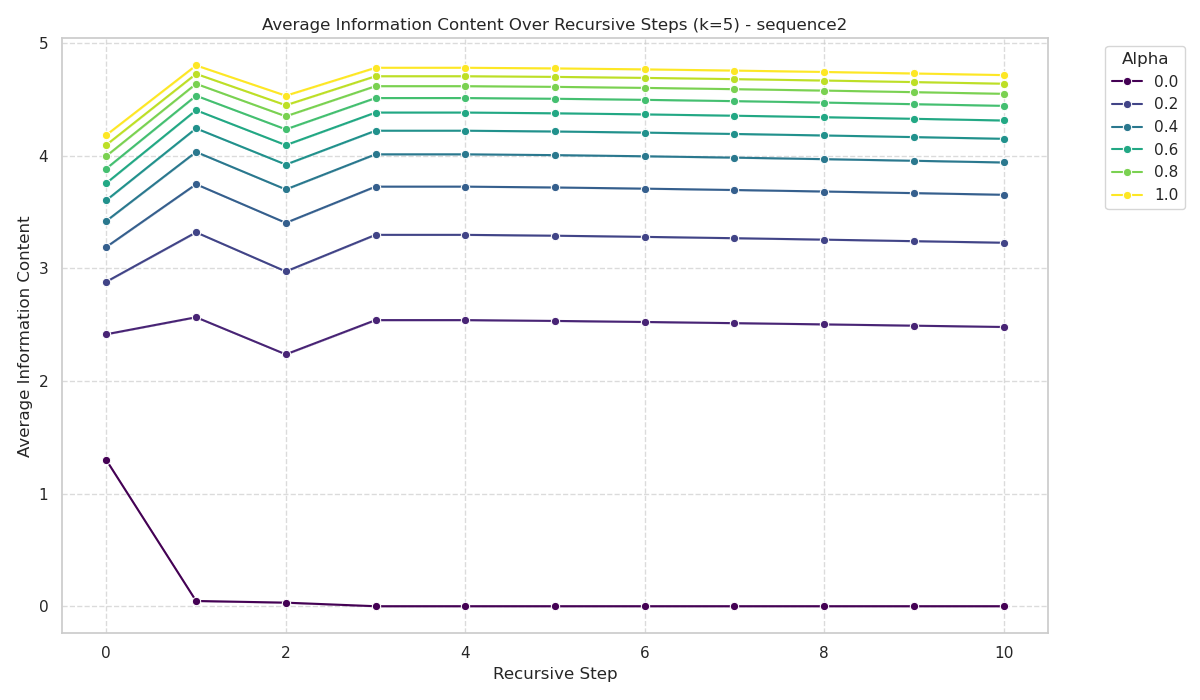 Average Information Content Over Recursive Steps (k=5) - sequence2
Alpha
0.0
0.2
0.4
0.6
0.8
1.0
5
4
3
2
1
0
Average Information Content
0 2 4 6 8 10
Recursive Step